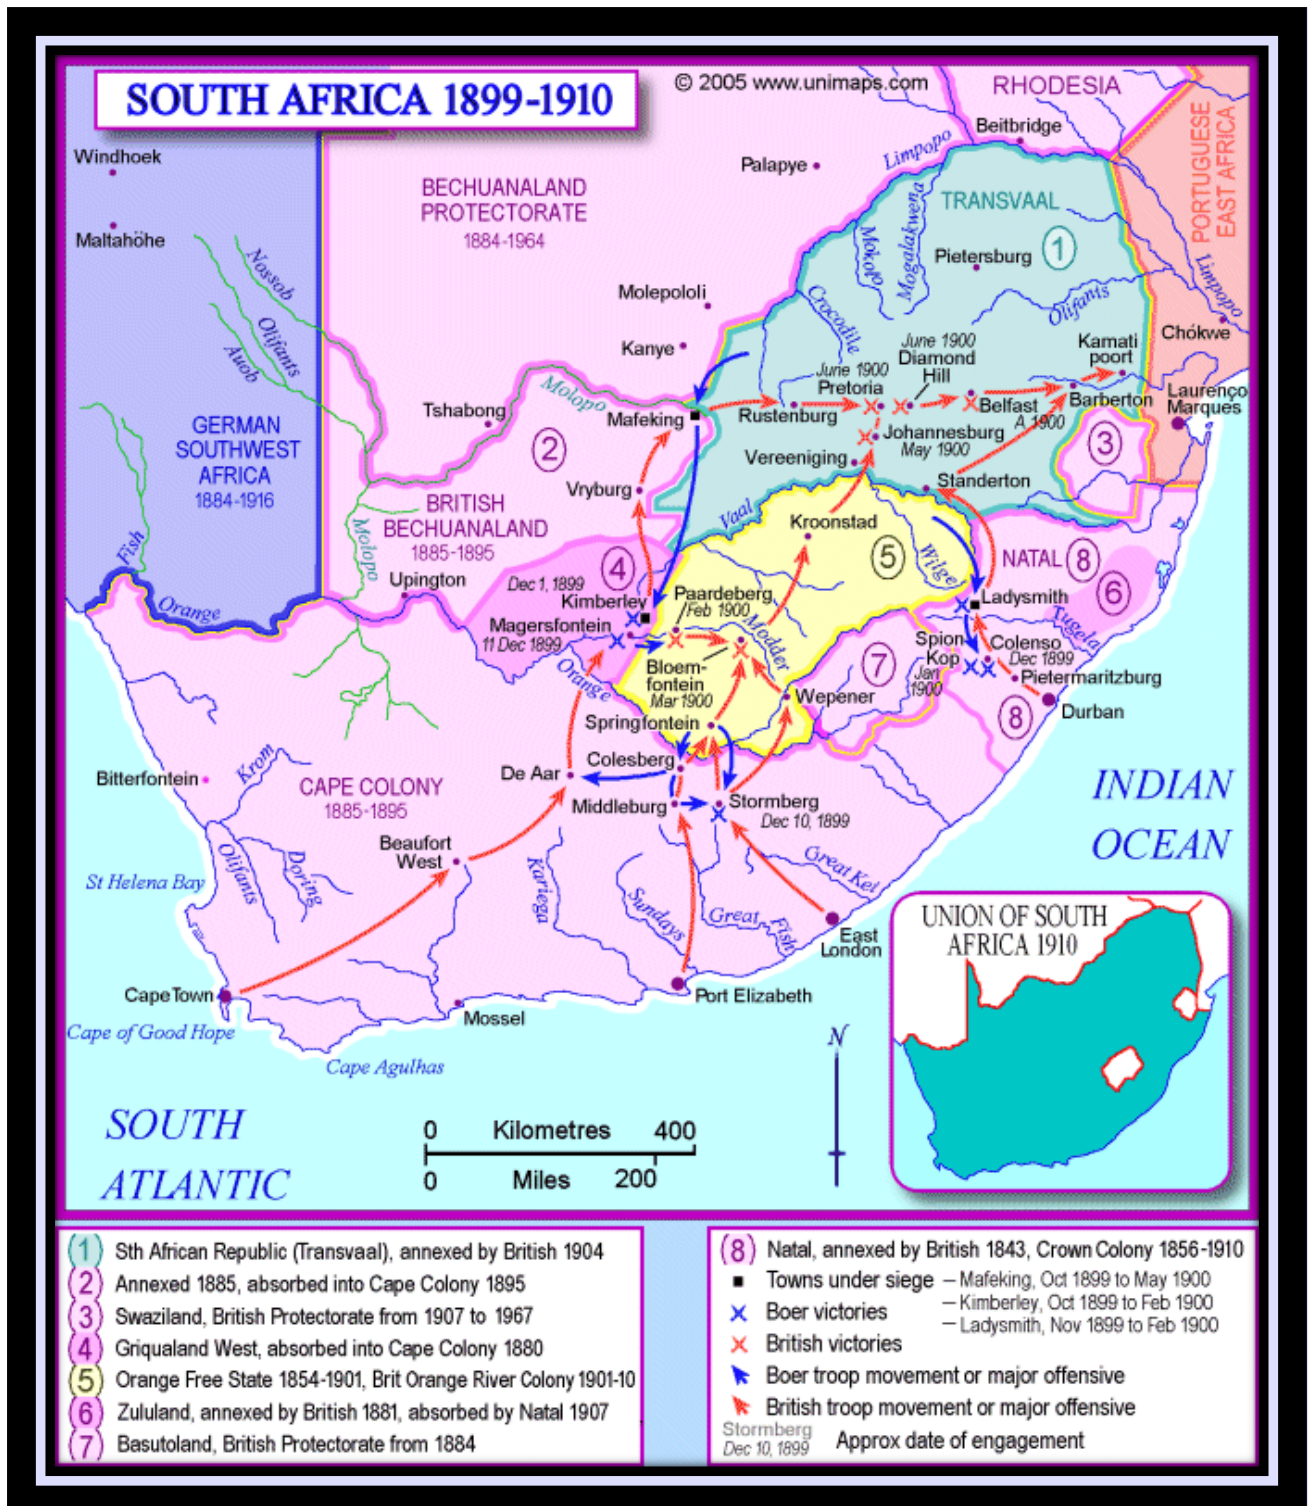 SOUTH AFRICA 1899-1910
© 2005 www.unimaps.com
RHODESIA
Beitbridge
PORTUGUESE
EAST AFRICA
Windhoek
Palapye
Limpopo
BECHUANALAND
PROTECTORATE
1884-1964
TRANSVAAL
1
Maltahöhe
Mokolo
Mogalakwena
Pietersburg
Nossob
Limpopo
Molepololi
Crocodile
Olifants
Olifants
Auob
Kanye
June 1900
Diamond
Hill
Kamati
poort
Chókwe
June 1900
Pretoria
Molopo
Tshabong
Mafeking
Rustenburg
Belfast
A 1900
Barberton
Laurenço
Marques
GERMAN
SOUTHWEST
AFRICA
1884-1916
2
Johannesburg
May 1900
3
Vereeniging
Standerton
Vryburg
BRITISH
BECHUANALAND
1885-1895
Vaal
Kroonstad
Fish
Molopo
5
Wilge
NATAL 8
6
Orange
Upington
Dec 1, 1899
4
Kimberley
Paardeberg
Feb 1900
Ladysmith
Magersfontein
11 Dec 1899
Modder
Tugela
Spion
Kop
Jan
1900
Colenso
Dec 1899
Orange
Bloem-
fontein
Mar 1900
7
Pietermaritzburg
Wepener
8
Durban
Springfontein
Colesberg
De Aar
Bitterfontein
Krom
CAPE COLONY
1885-1895
Middleburg
Stormberg
Dec 10, 1899
INDIAN
OCEAN
Beaufort
West
Olifants
Doring
Kariega
Great Kei
St Helena Bay
Sundays
Great Fish
East
London
UNION OF SOUTH
AFRICA 1910
Cape Town
Port Elizabeth
Mossel
Cape of Good Hope
Cape Agulhas
N
SOUTH
ATLANTIC
0 Kilometres 400
0 Miles 200
1 Sth African Republic (Transvaal), annexed by British 1904
2 Annexed 1885, absorbed into Cape Colony 1895
3 Swaziland, British Protectorate from 1907 to 1967
4 Griqualand West, absorbed into Cape Colony 1880
5 Orange Free State 1854-1901, Brit Orange River Colony 1901-10
6 Zululand, annexed by British 1881, absorbed by Natal 1907
7 Basutoland, British Protectorate from 1884
8 Natal, annexed by British 1843, Crown Colony 1856-1910
Towns under siege – Mafeking, Oct 1899 to May 1900
– Kimberley, Oct 1899 to Feb 1900
– Ladysmith, Nov 1899 to Feb 1900
Boer victories
British victories
Boer troop movement or major offensive
British troop movement or major offensive
Stormberg
Dec 10, 1899
Approx date of engagement